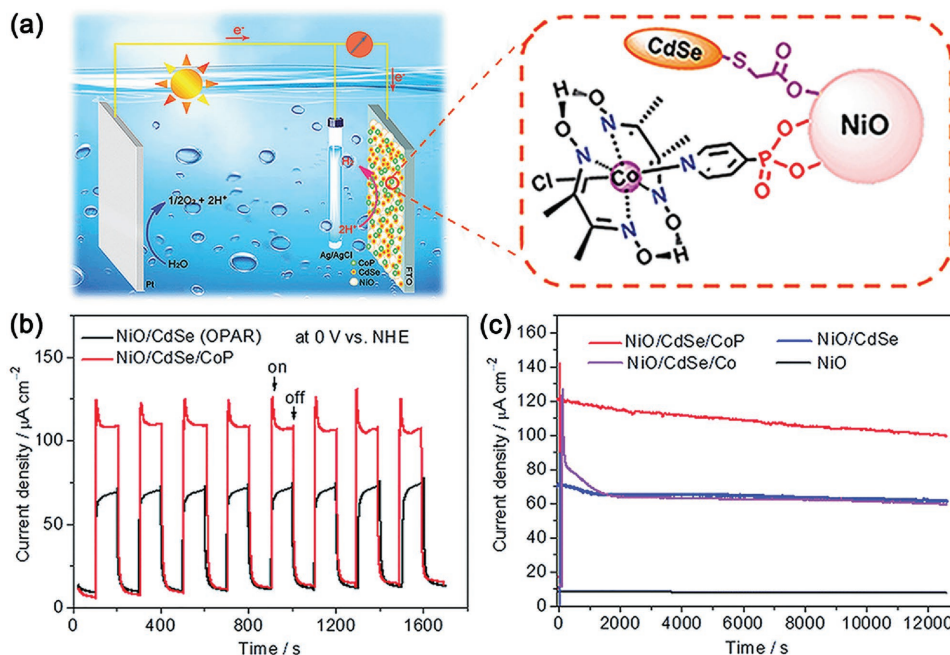 (a)
e⁻
e⁻
H₂
2H⁺
1/2O₂ + 2H⁺
H₂O
Pt
Ag/AgCl
CoP
CdSe
NiO
FTO
CdSe
S
O
O
NiO
H
O
O
N
N
N
N
N
Cl
Co
O
O
P
O
O
H
O
(b)
NiO/CdSe (OPAR)
at 0 V vs. NHE
NiO/CdSe/CoP
on
off
Current density / μA cm⁻²
150
100
50
0
0
400
800
1200
1600
Time / s
(c)
NiO/CdSe/CoP
NiO/CdSe
NiO/CdSe/Co
NiO
Current density / μA cm⁻²
160
140
120
100
80
60
40
20
0
0
2000
4000
6000
8000
10000
12000
Time / s